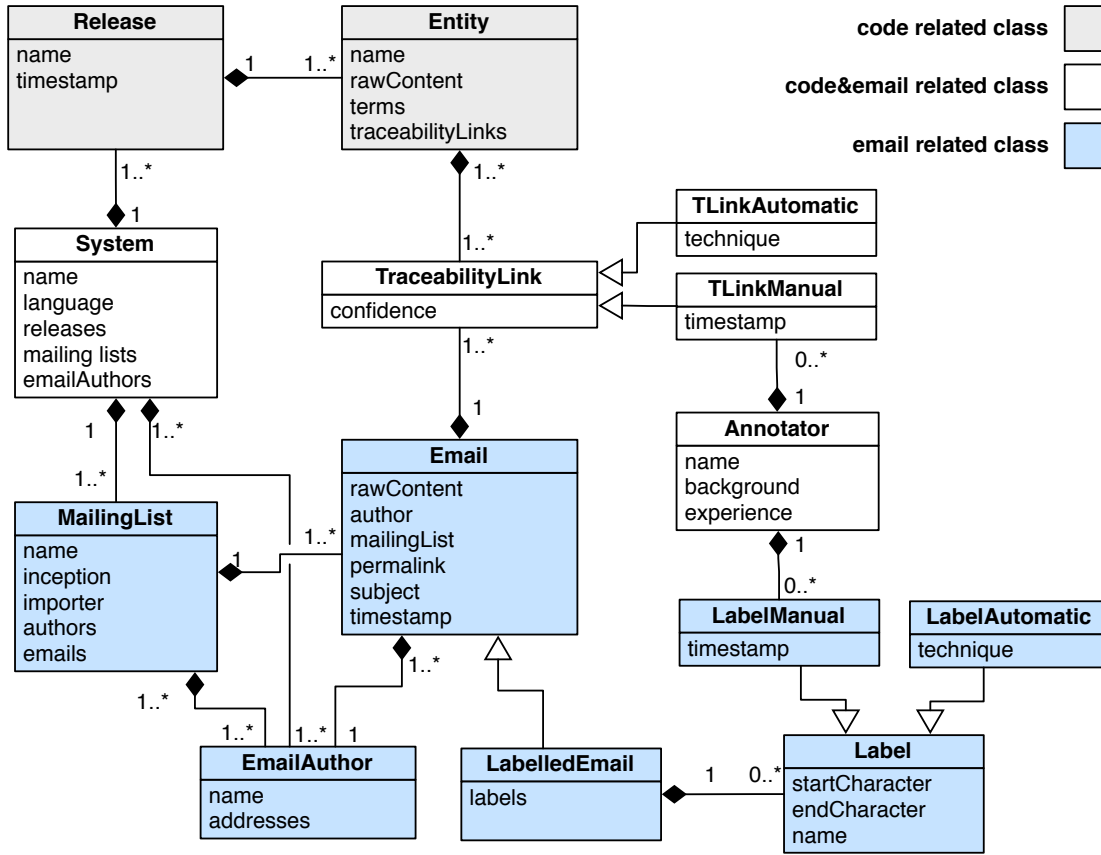 Release
name
timestamp
1
1..*
Entity
name
rawContent
terms
traceabilityLinks
code related class
code&email related class
email related class
1..*
1
System
name
language
releases
mailing lists
emailAuthors
1..*
1..*
TraceabilityLink
confidence
TLinkAutomatic
technique
TLinkManual
timestamp
0..*
1
Annotator
name
background
experience
1
0..*
1..*
1
1
1..*
1..*
MailingList
name
inception
importer
authors
emails
1
1..*
Email
rawContent
author
mailingList
permalink
subject
timestamp
LabelManual
timestamp
LabelAutomatic
technique
1..*
1..*
1..*
1..*
1
EmailAuthor
name
addresses
LabelledEmail
labels
1
0..*
Label
startCharacter
endCharacter
name